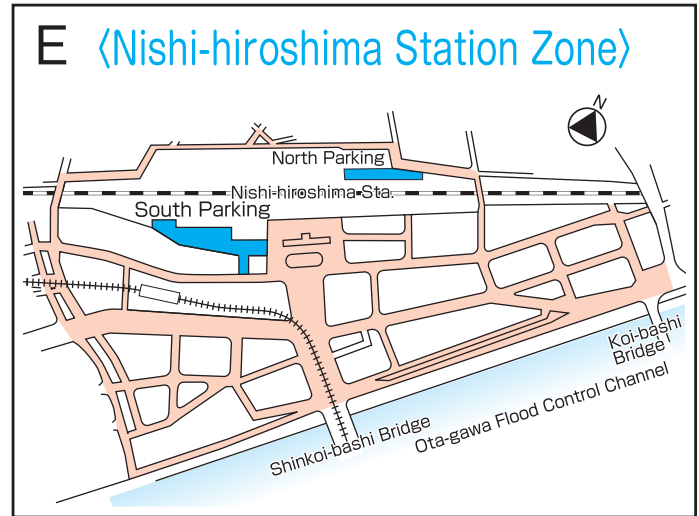 E 〈Nishi-hiroshima Station Zone〉
N
North Parking
Nishi-hiroshima Sta.
South Parking
Koi-bashi
Bridge
Ota-gawa Flood Control Channel
Shinkoi-bashi Bridge